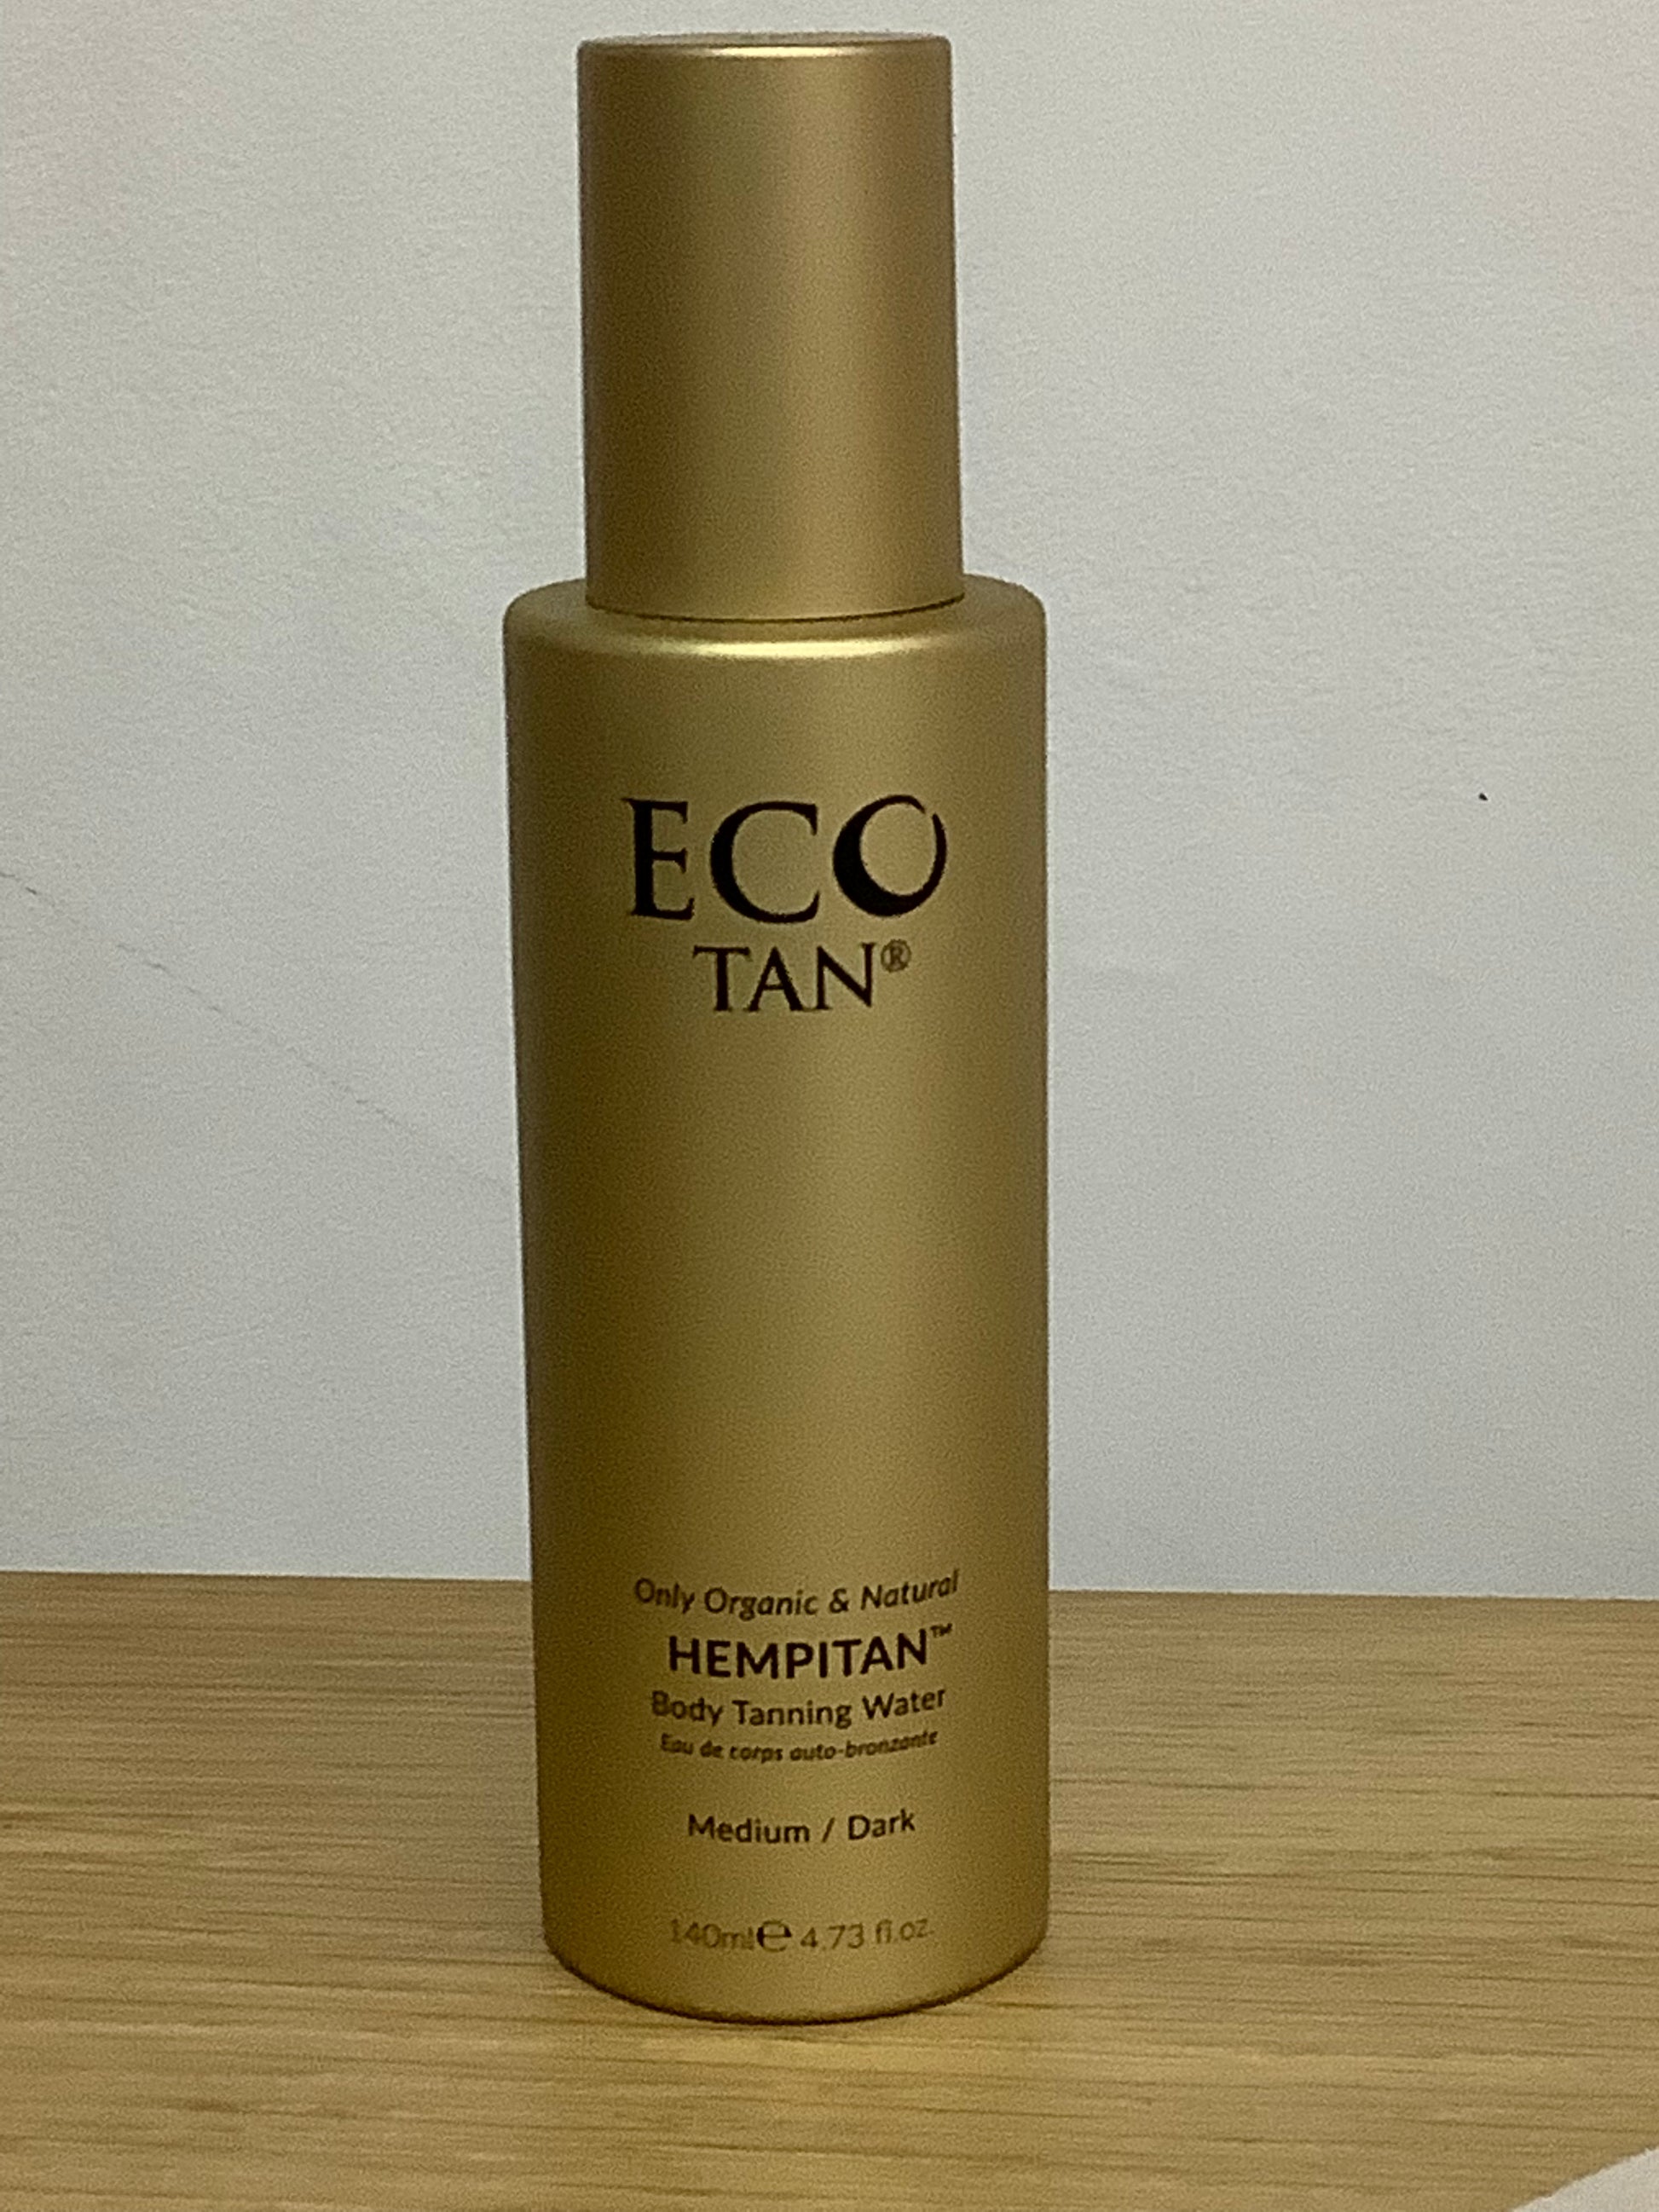 ECO
TAN®
Only Organic & Natural
HEMPITAN™
Body Tanning Water
Eau de corps auto-bronzante
Medium / Dark
140ml ℮ 4.73 fl.oz.